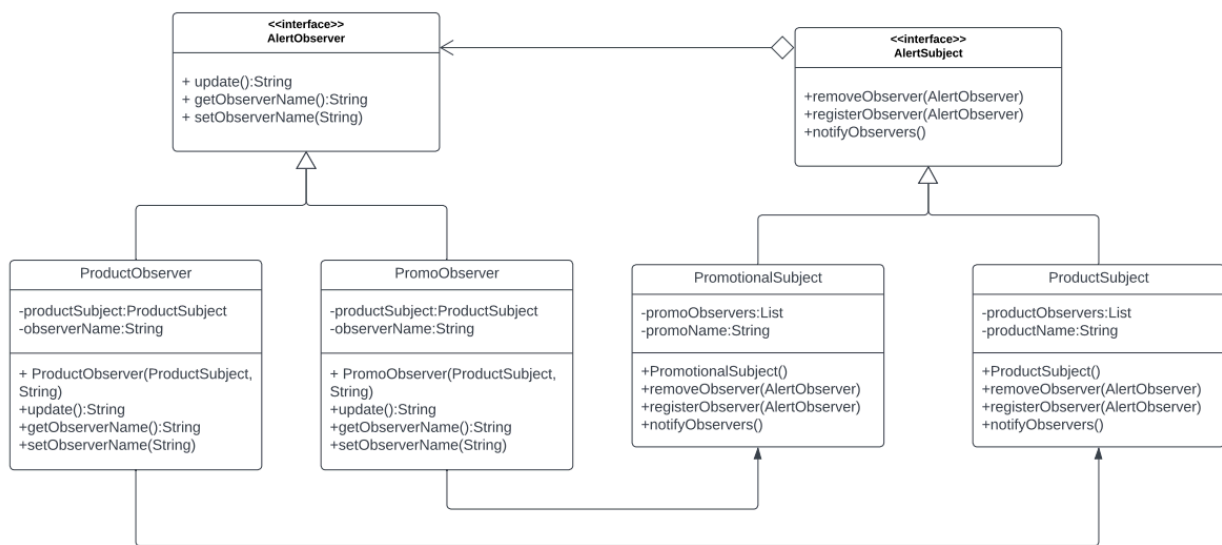 <<interface>>
AlertObserver
+ update():String
+ getObserverName():String
+ setObserverName(String)
<<interface>>
AlertSubject
+removeObserver(AlertObserver)
+registerObserver(AlertObserver)
+notifyObservers()
ProductObserver
-productSubject:ProductSubject
-observerName:String
+ ProductObserver(ProductSubject,
String)
+update():String
+getObserverName():String
+setObserverName(String)
PromoObserver
-productSubject:ProductSubject
-observerName:String
+ PromoObserver(ProductSubject,
String)
+update():String
+getObserverName():String
+setObserverName(String)
PromotionalSubject
-promoObservers:List
-promoName:String
+PromotionalSubject()
+removeObserver(AlertObserver)
+registerObserver(AlertObserver)
+notifyObservers()
ProductSubject
-productObservers:List
-productName:String
+ProductSubject()
+removeObserver(AlertObserver)
+registerObserver(AlertObserver)
+notifyObservers()